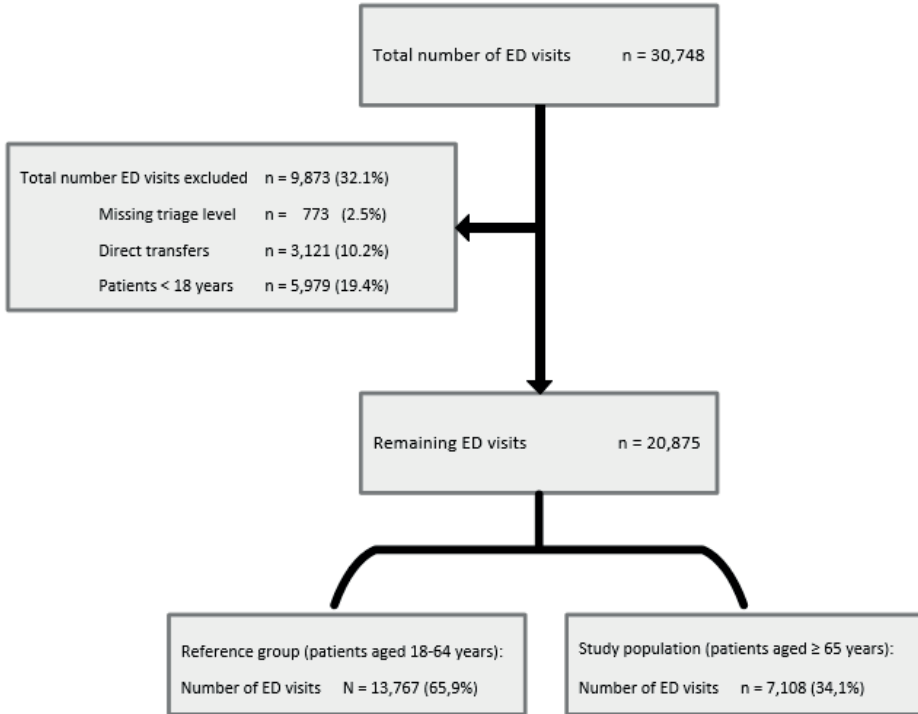 Total number of ED visits n = 30,748
Total number ED visits excluded n = 9,873 (32.1%)
Missing triage level n = 773 (2.5%)
Direct transfers n = 3,121 (10.2%)
Patients < 18 years n = 5,979 (19.4%)
Remaining ED visits n = 20,875
Reference group (patients aged 18-64 years):
Number of ED visits N = 13,767 (65,9%)
Study population (patients aged ≥ 65 years):
Number of ED visits n = 7,108 (34,1%)